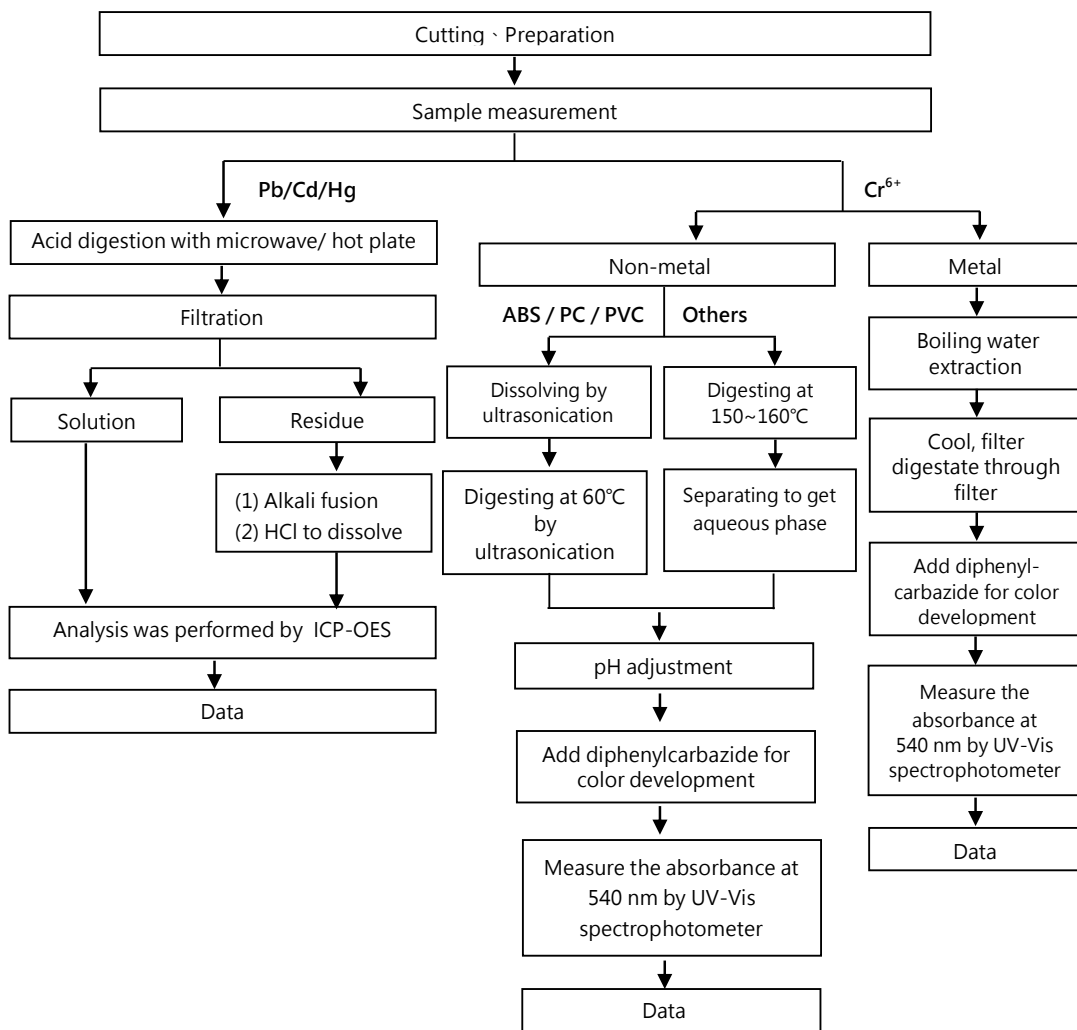 Cutting、Preparation
Sample measurement
Pb/Cd/Hg
Acid digestion with microwave/ hot plate
Filtration
Solution
Residue
(1) Alkali fusion
(2) HCl to dissolve
Analysis was performed by ICP-OES
Data
Cr⁶⁺
Non-metal
ABS / PC / PVC
Dissolving by
ultrasonication
Digesting at 60℃
by
ultrasonication
Others
Digesting at
150~160℃
Separating to get
aqueous phase
pH adjustment
Add diphenylcarbazide for
color development
Measure the absorbance at
540 nm by UV-Vis
spectrophotometer
Data
Metal
Boiling water
extraction
Cool, filter
digestate through
filter
Add diphenyl-
carbazide for color
development
Measure the
absorbance at
540 nm by UV-Vis
spectrophotometer
Data